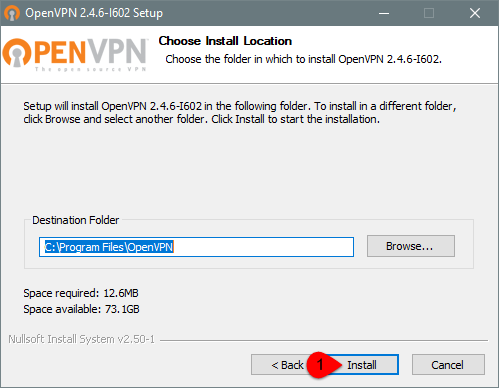 OpenVPN 2.4.6-I602 Setup
OPENVPN
The open source VPN
Choose Install Location
Choose the folder in which to install OpenVPN 2.4.6-I602.
Setup will install OpenVPN 2.4.6-I602 in the following folder. To install in a different folder,
click Browse and select another folder. Click Install to start the installation.
Destination Folder
C:\Program Files\OpenVPN
Browse...
Space required: 12.6MB
Space available: 73.1GB
Nullsoft Install System v2.50-1
< Back
1
Install
Cancel